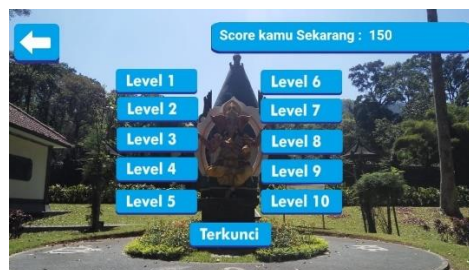 Score kamu Sekarang : 150
Level 1
Level 2
Level 3
Level 4
Level 5
Level 6
Level 7
Level 8
Level 9
Level 10
Terkunci